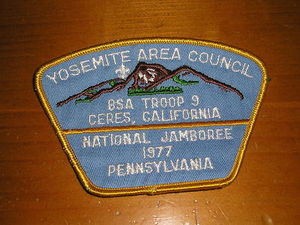 YOSEMITE AREA COUNCIL
BSA TROOP 9
CERES, CALIFORNIA
NATIONAL JAMBOREE
1977
PENNSYLVANIA